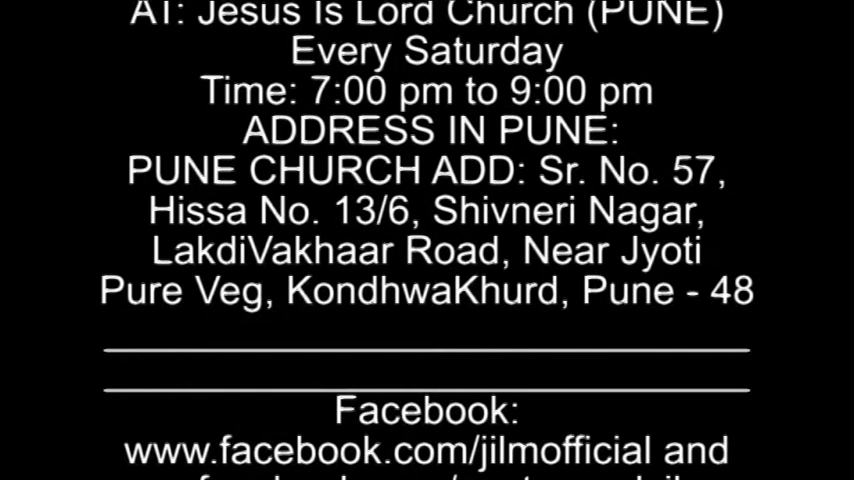 AT: Jesus Is Lord Church (PUNE)
Every Saturday
Time: 7:00 pm to 9:00 pm
ADDRESS IN PUNE:
PUNE CHURCH ADD: Sr. No. 57,
Hissa No. 13/6, Shivneri Nagar,
LakdiVakhaar Road, Near Jyoti
Pure Veg, KondhwaKhurd, Pune - 48
Facebook:
www.facebook.com/jilmofficial and